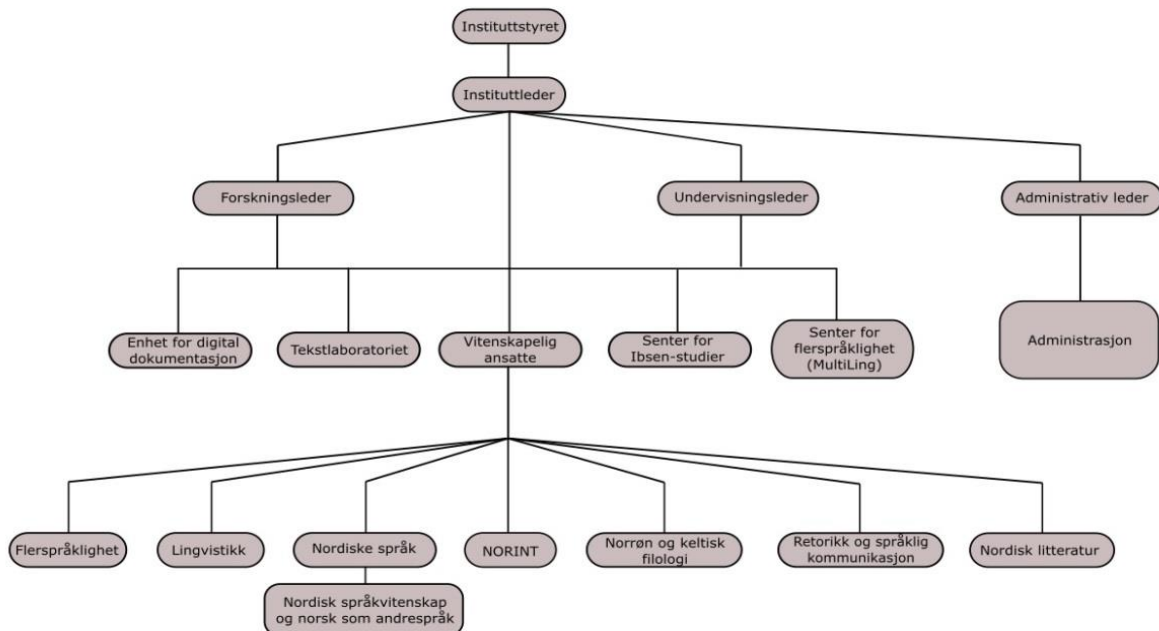 Instituttstyret
Instituttleder
Forskningsleder
Undervisningsleder
Administrativ leder
Enhet for digital
dokumentasjon
Tekstlaboratoriet
Vitenskapelig
ansatte
Senter for
Ibsen-studier
Senter for
flerspråklighet
(MultiLing)
Administrasjon
Flerspråklighet
Lingvistikk
Nordiske språk
NORINT
Norrøn og keltisk
filologi
Retorikk og språklig
kommunikasjon
Nordisk litteratur
Nordisk språkvitenskap
og norsk som andrespråk